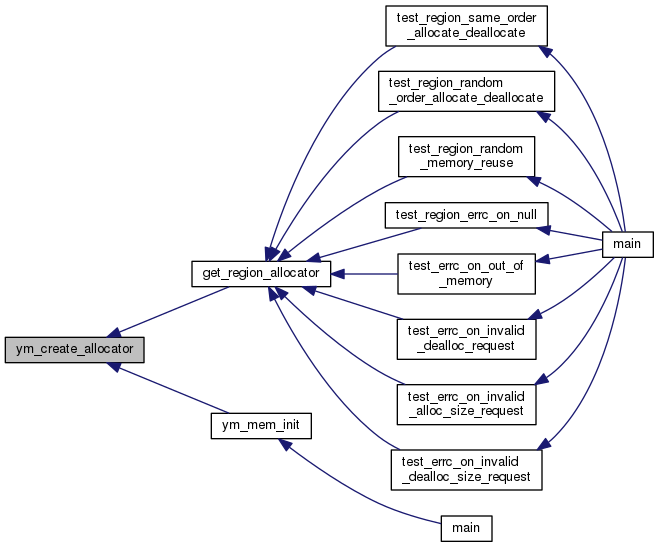 test_region_same_order
_allocate_deallocate
test_region_random
_order_allocate_deallocate
test_region_random
_memory_reuse
test_region_errc_on_null
main
get_region_allocator
test_errc_on_out_of
_memory
test_errc_on_invalid
_dealloc_request
ym_create_allocator
test_errc_on_invalid
_alloc_size_request
ym_mem_init
test_errc_on_invalid
_dealloc_size_request
main